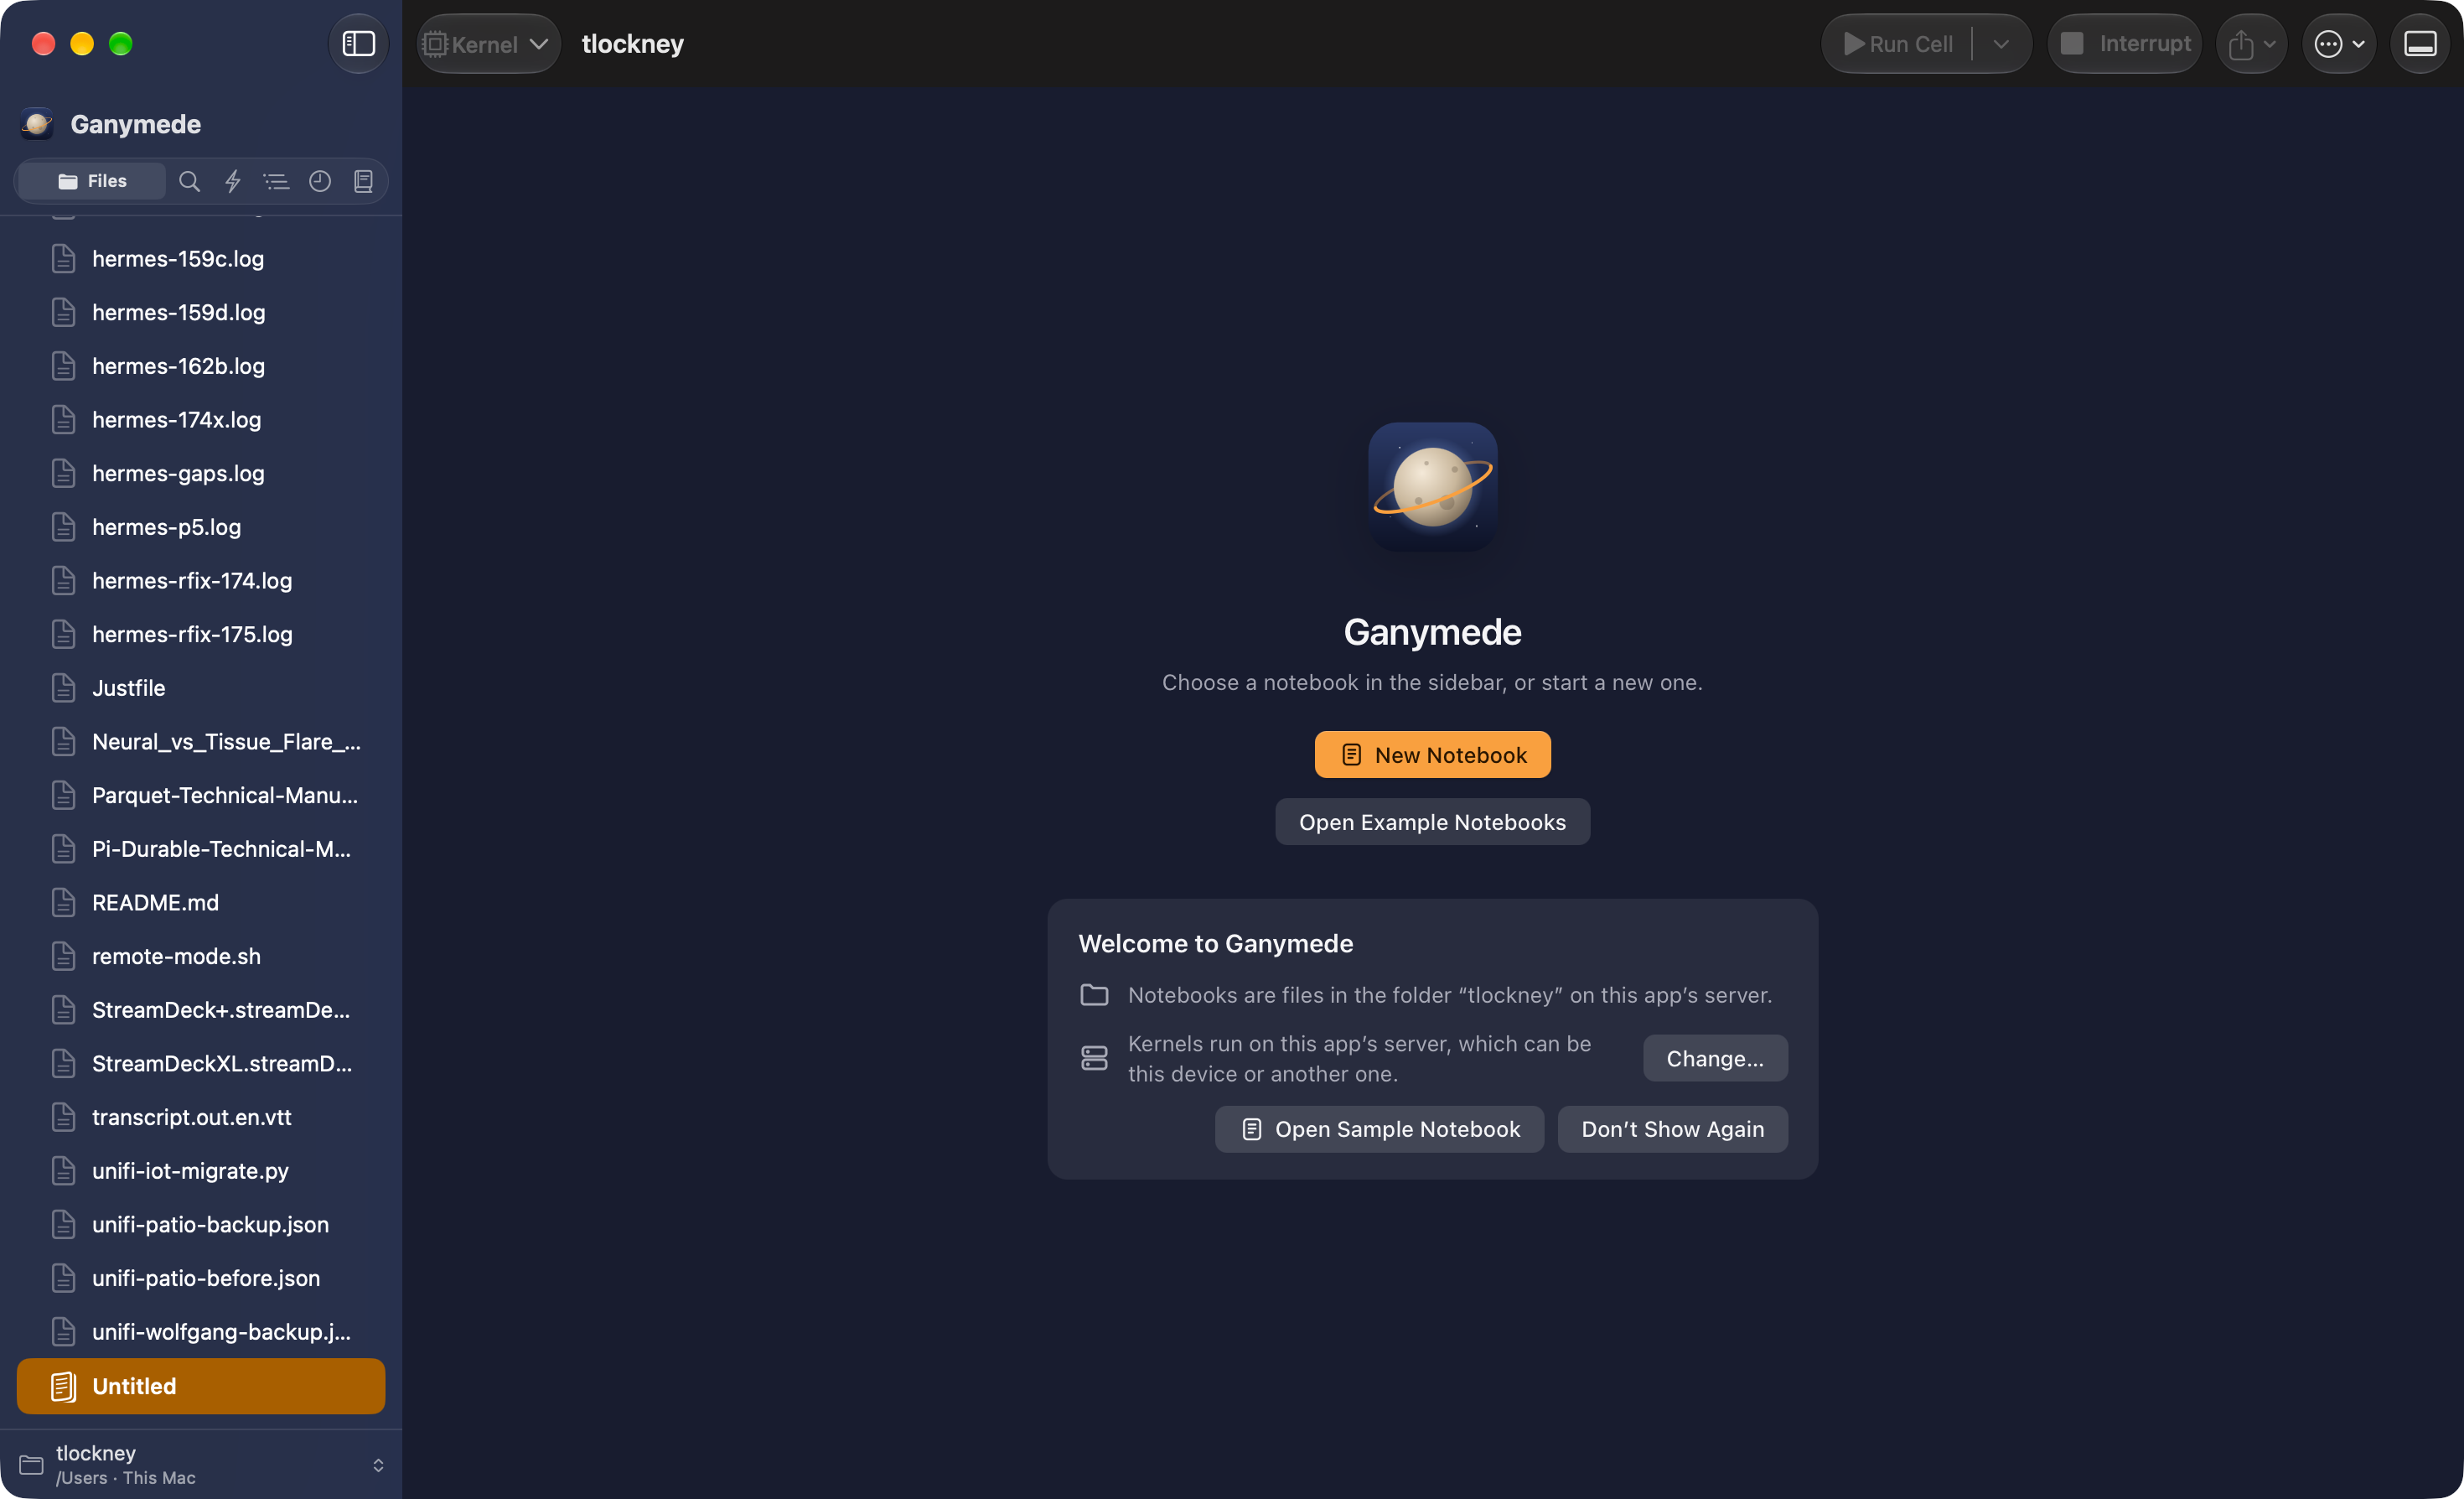 Kernel
tlockney
Run Cell
Interrupt
Ganymede
Files
hermes-159c.log
hermes-159d.log
hermes-162b.log
hermes-174x.log
hermes-gaps.log
hermes-p5.log
hermes-rfix-174.log
hermes-rfix-175.log
Justfile
Neural_vs_Tissue_Flare_...
Parquet-Technical-Manu...
Pi-Durable-Technical-M...
README.md
remote-mode.sh
StreamDeck+.streamDe...
StreamDeckXL.streamD...
transcript.out.en.vtt
unifi-iot-migrate.py
unifi-patio-backup.json
unifi-patio-before.json
unifi-wolfgang-backup.j...
Untitled
tlockney
/Users · This Mac
Ganymede
Choose a notebook in the sidebar, or start a new one.
New Notebook
Open Example Notebooks
Welcome to Ganymede
Notebooks are files in the folder “tlockney” on this app’s server.
Kernels run on this app’s server, which can be
this device or another one.
Change...
Open Sample Notebook
Don’t Show Again